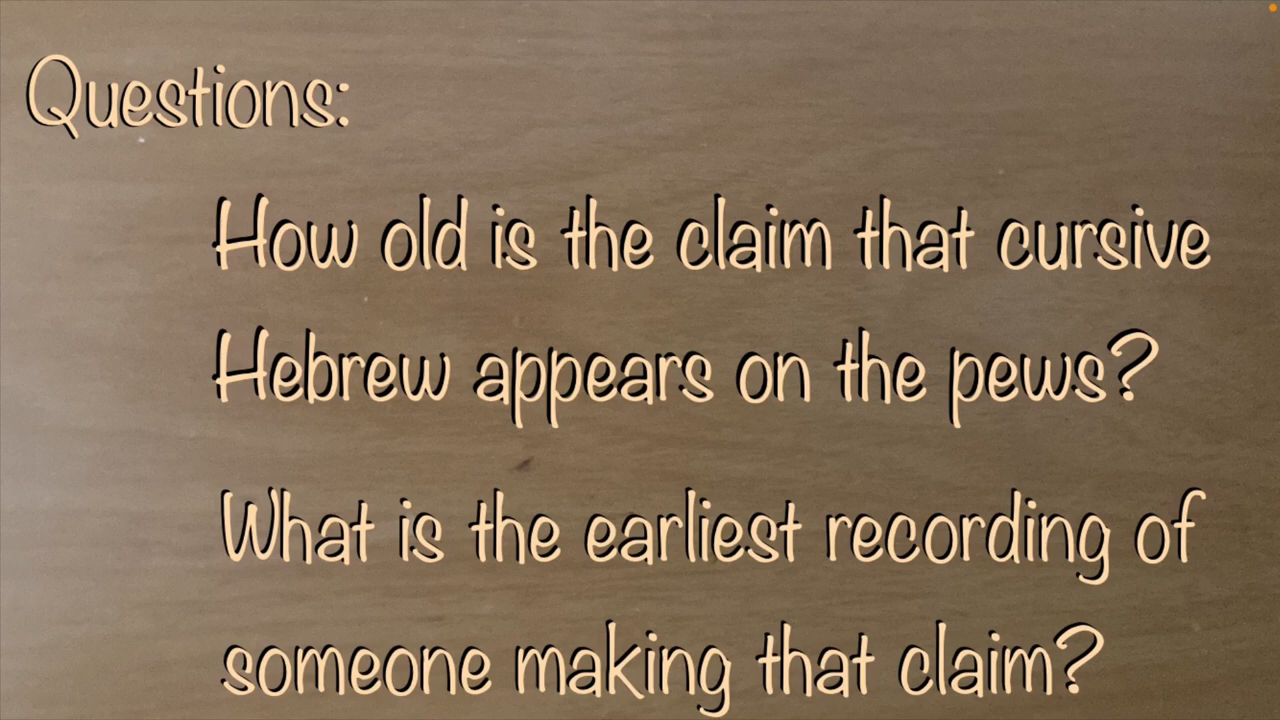 Questions:
How old is the claim that cursive
Hebrew appears on the pews?
What is the earliest recording of
someone making that claim?